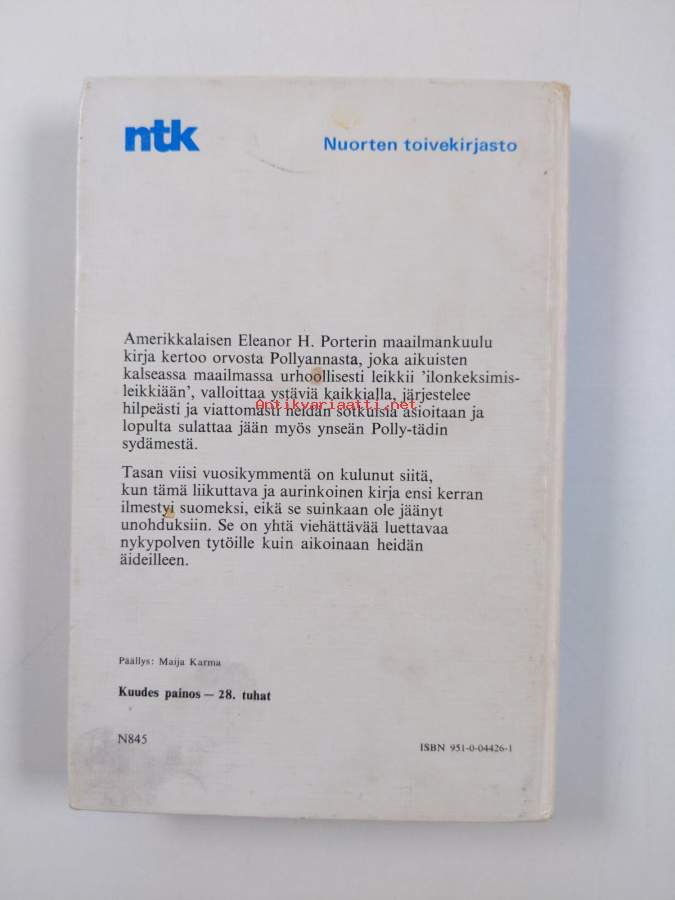 ntk
Nuorten toivekirjasto
Amerikkalaisen Eleanor H. Porterin maailmankuulu
kirja kertoo orvosta Pollyannasta, joka aikuisten
kalseassa maailmassa urhoollisesti leikkii 'ilonkeksimis-
leikkiään', valloittaa ystäviä kaikkialla, järjestelee
Antikvariaatti.net
hilpeästi ja viattomasti heidän sotkuisia asioitaan ja
lopulta sulattaa jään myös ynseän Polly-tädin
sydämestä.
Tasan viisi vuosikymmentä on kulunut siitä,
kun tämä liikuttava ja aurinkoinen kirja ensi kerran
ilmestyi suomeksi, eikä se suinkaan ole jäänyt
unohduksiin. Se on yhtä viehättävää luettavaa
nykypolven tytöille kuin aikoinaan heidän
äideilleen.
Päällys: Maija Karma
Kuudes painos — 28. tuhat
N845
ISBN 951-0-04426-1